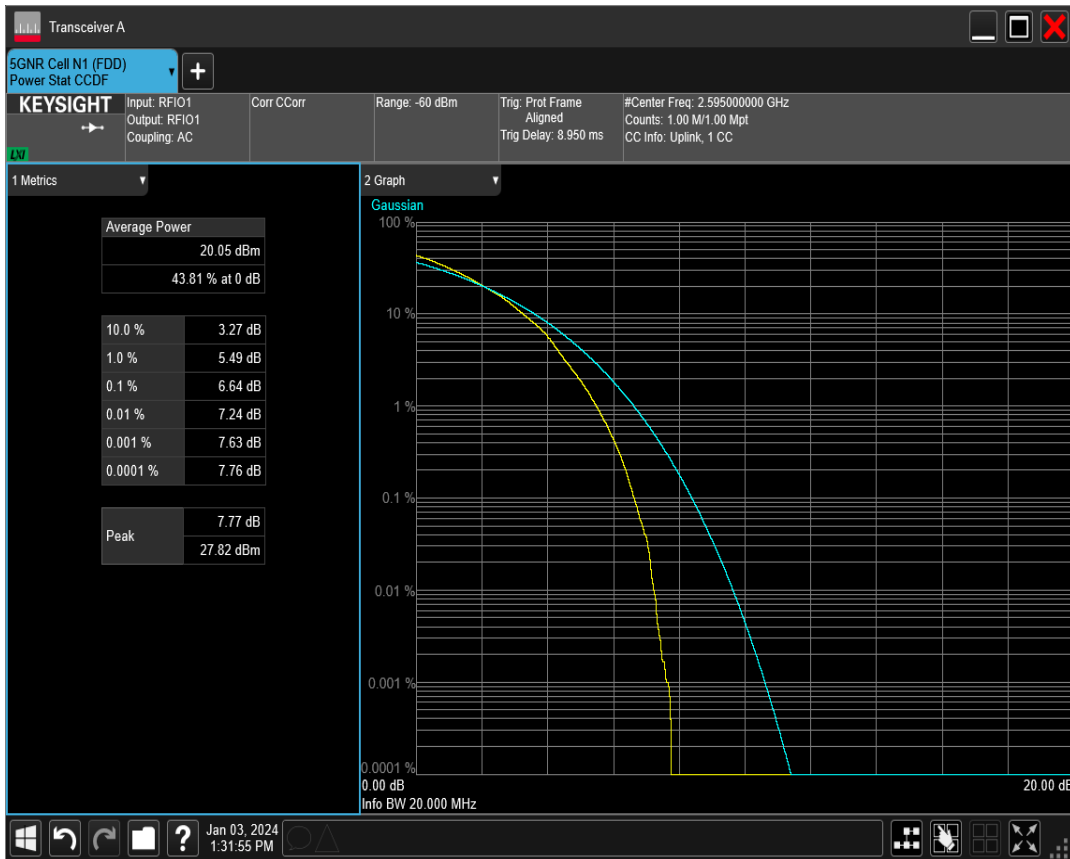 Transceiver A
5GNR Cell N1 (FDD)
Power Stat CCDF
+
KEYSIGHT
LXI
Input: RFIO1
Output: RFIO1
Coupling: AC
Corr CCorr
Range: -60 dBm
Trig: Prot Frame
Aligned
Trig Delay: 8.950 ms
#Center Freq: 2.595000000 GHz
Counts: 1.00 M/1.00 Mpt
CC Info: Uplink, 1 CC
1 Metrics
Average Power
20.05 dBm
43.81 % at 0 dB
10.0 % 3.27 dB
1.0 % 5.49 dB
0.1 % 6.64 dB
0.01 % 7.24 dB
0.001 % 7.63 dB
0.0001 % 7.76 dB
Peak
7.77 dB
27.82 dBm
2 Graph
Gaussian
100 %
10 %
1 %
0.1 %
0.01 %
0.001 %
0.0001 %
0.00 dB 20.00 dB
Info BW 20.000 MHz
?
Jan 03, 2024
1:31:55 PM